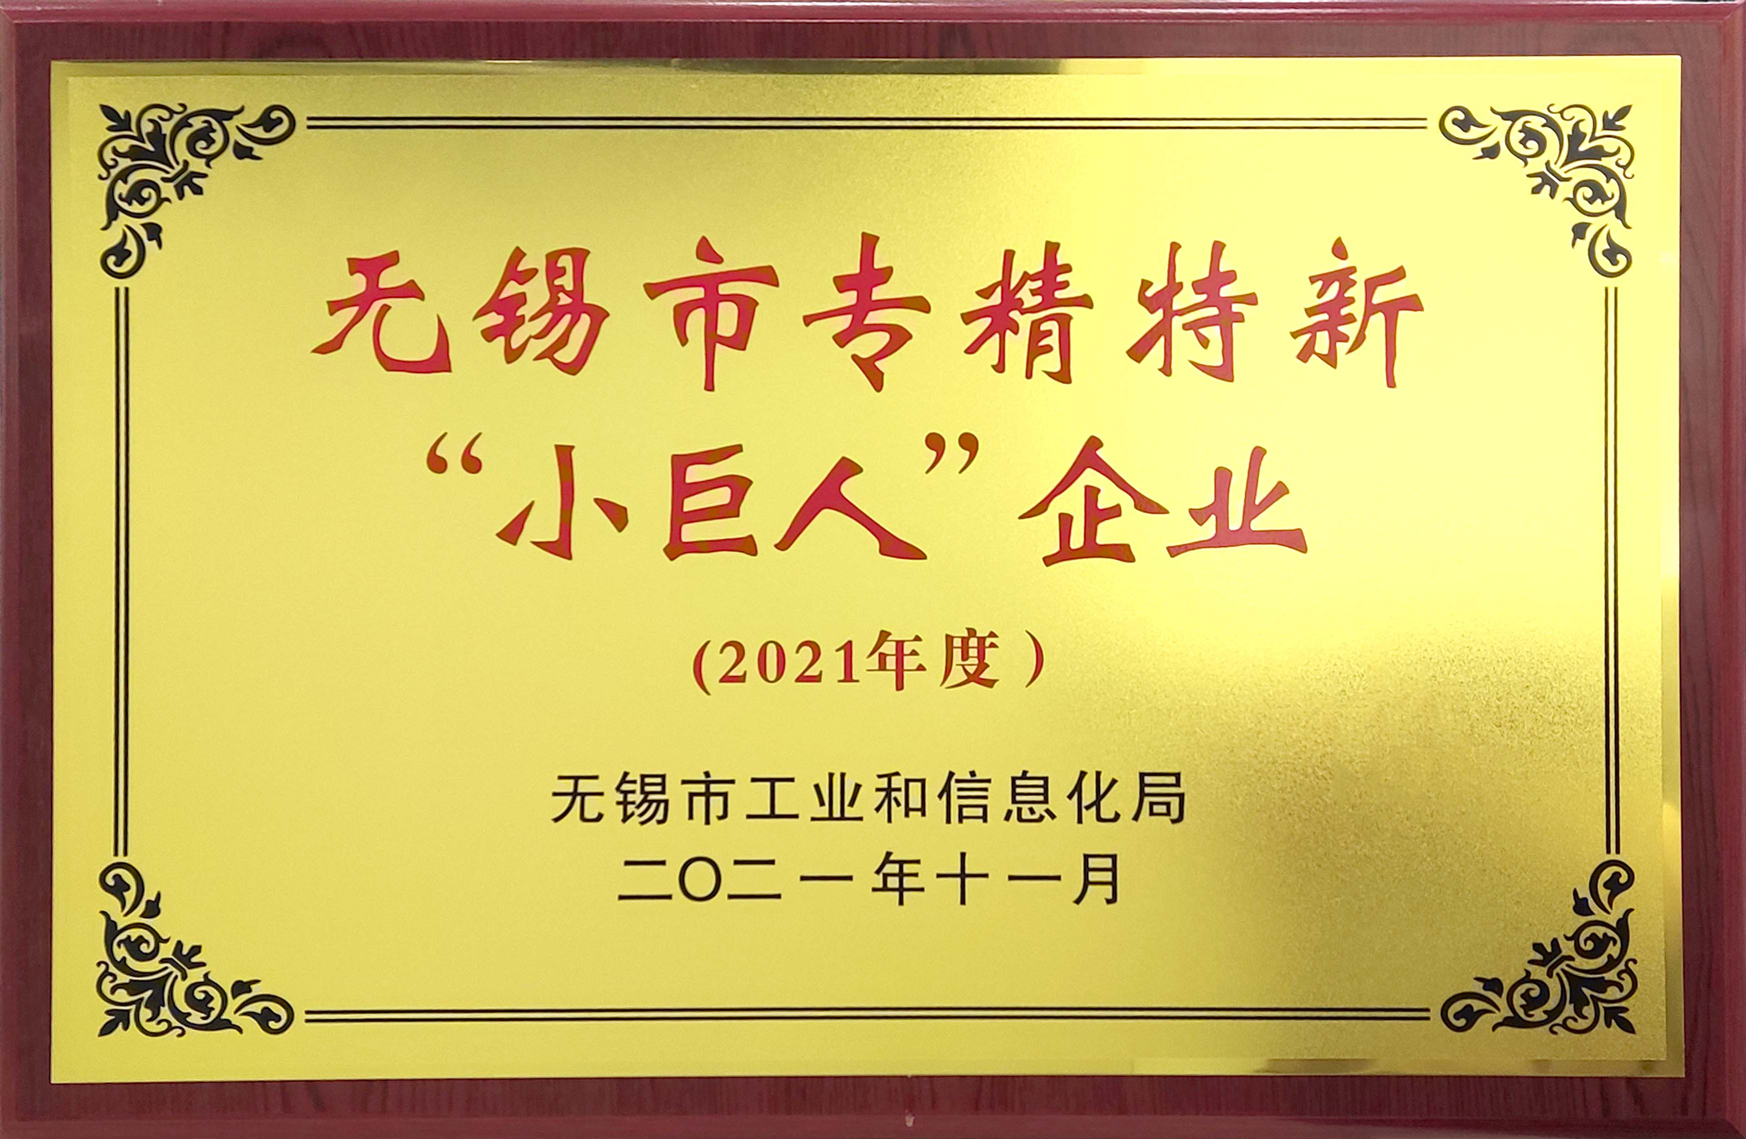 无锡市专精特新
“小巨人”企业
(2021年度）
无锡市工业和信息化局
二〇二一年十一月